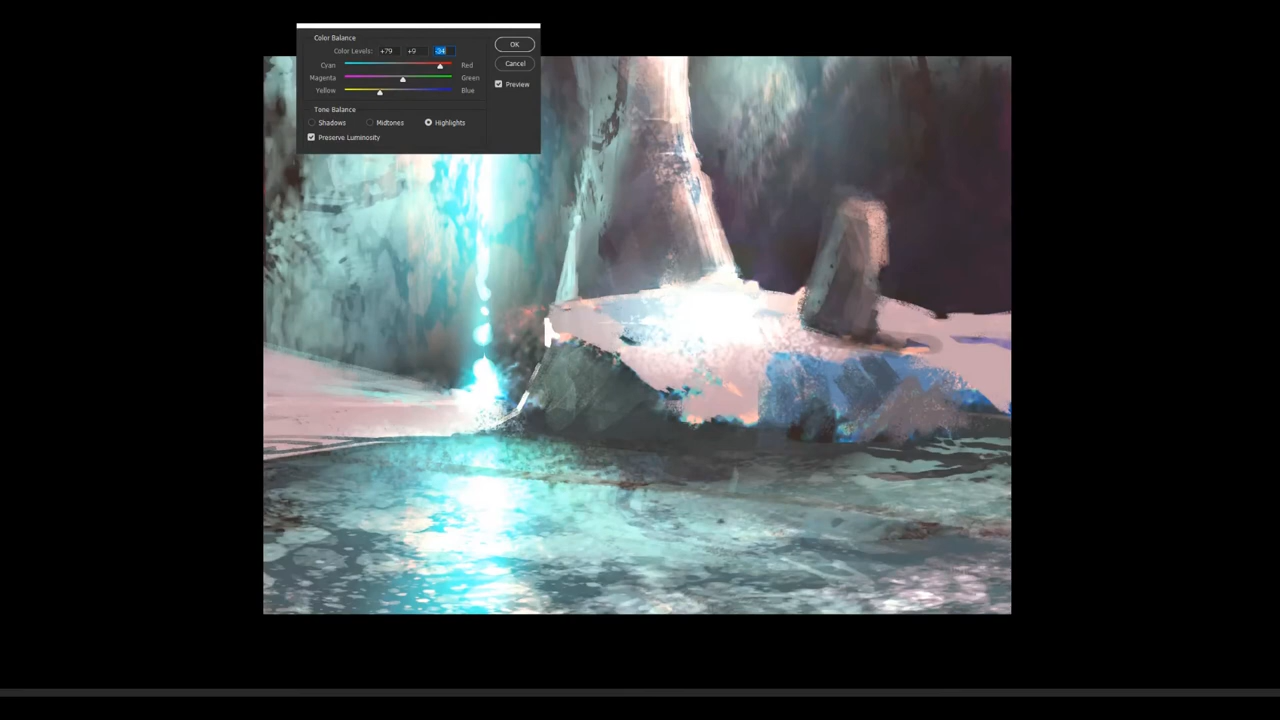 Color Balance
Color Levels: +79 +9 -34
Cyan Red
Magenta Green
Yellow Blue
Tone Balance
Shadows Midtones Highlights
Preserve Luminosity
OK
Cancel
Preview